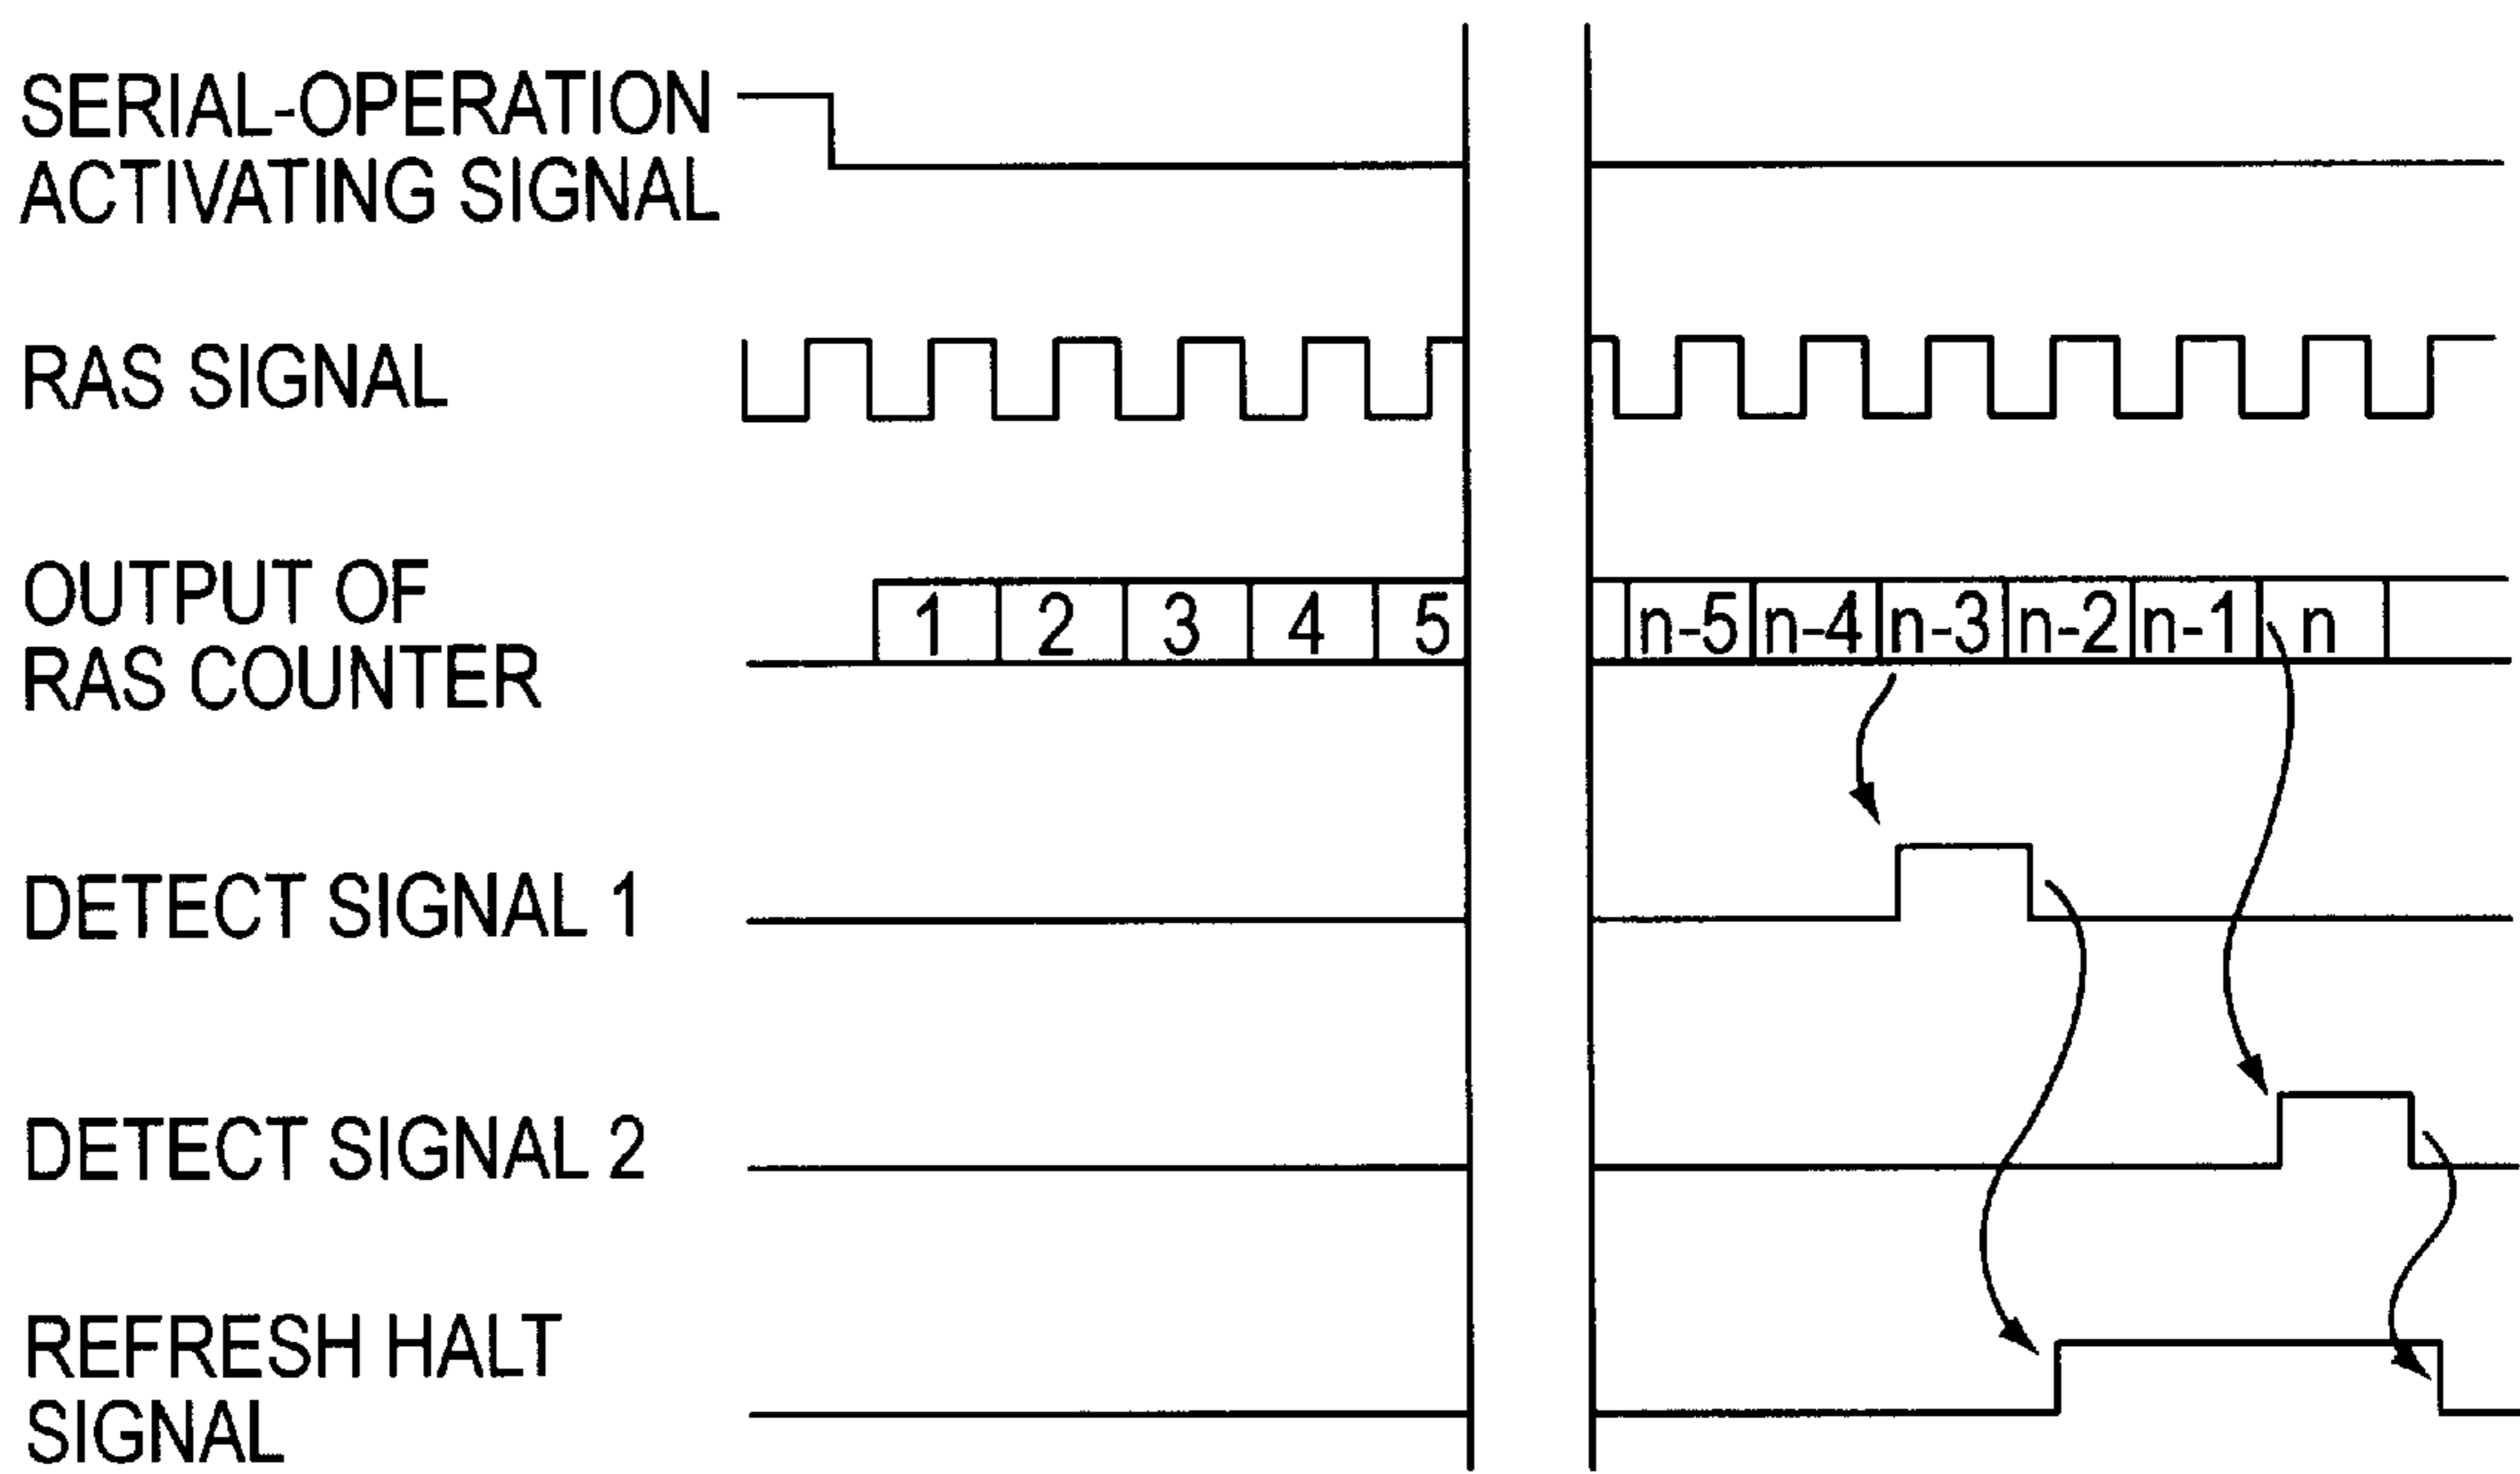 SERIAL-OPERATION
ACTIVATING SIGNAL
RAS SIGNAL
OUTPUT OF
RAS COUNTER
1 2 3 4 5 n-5 n-4 n-3 n-2 n-1 n
DETECT SIGNAL 1
DETECT SIGNAL 2
REFRESH HALT
SIGNAL